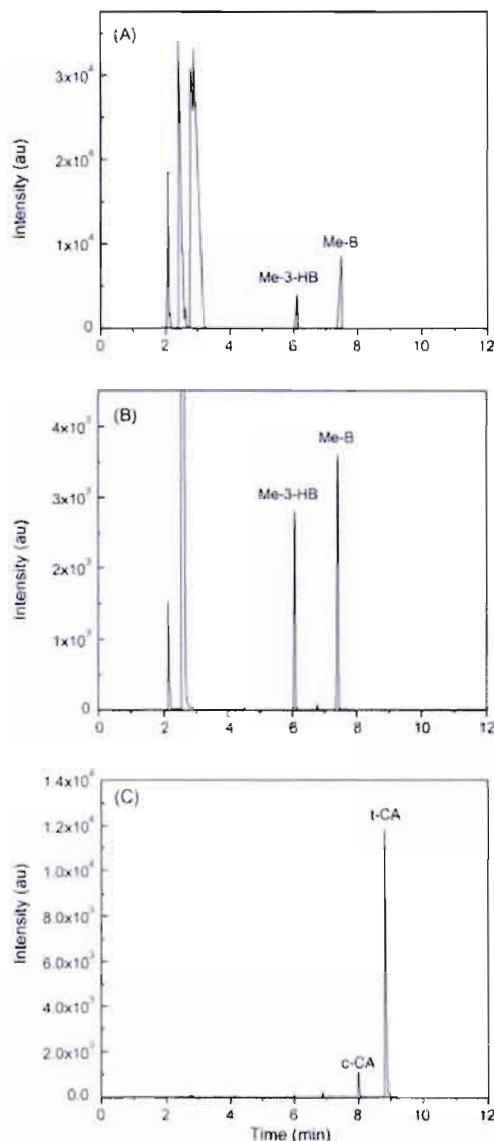 (A)
Intensity (au)
3x10⁴
2x10⁴
1x10⁴
0
Me-3-HB
Me-B
0 2 4 6 8 10 12
(B)
Intensity (au)
4x10³
3x10³
2x10³
1x10³
0
Me-3-HB
Me-B
0 2 4 6 8 10 12
(C)
Intensity (au)
1.4x10⁴
1.2x10⁴
1.0x10⁴
8.0x10³
6.0x10³
4.0x10³
2.0x10³
0.0
t-CA
c-CA
0 2 4 6 8 10 12
Time (min)